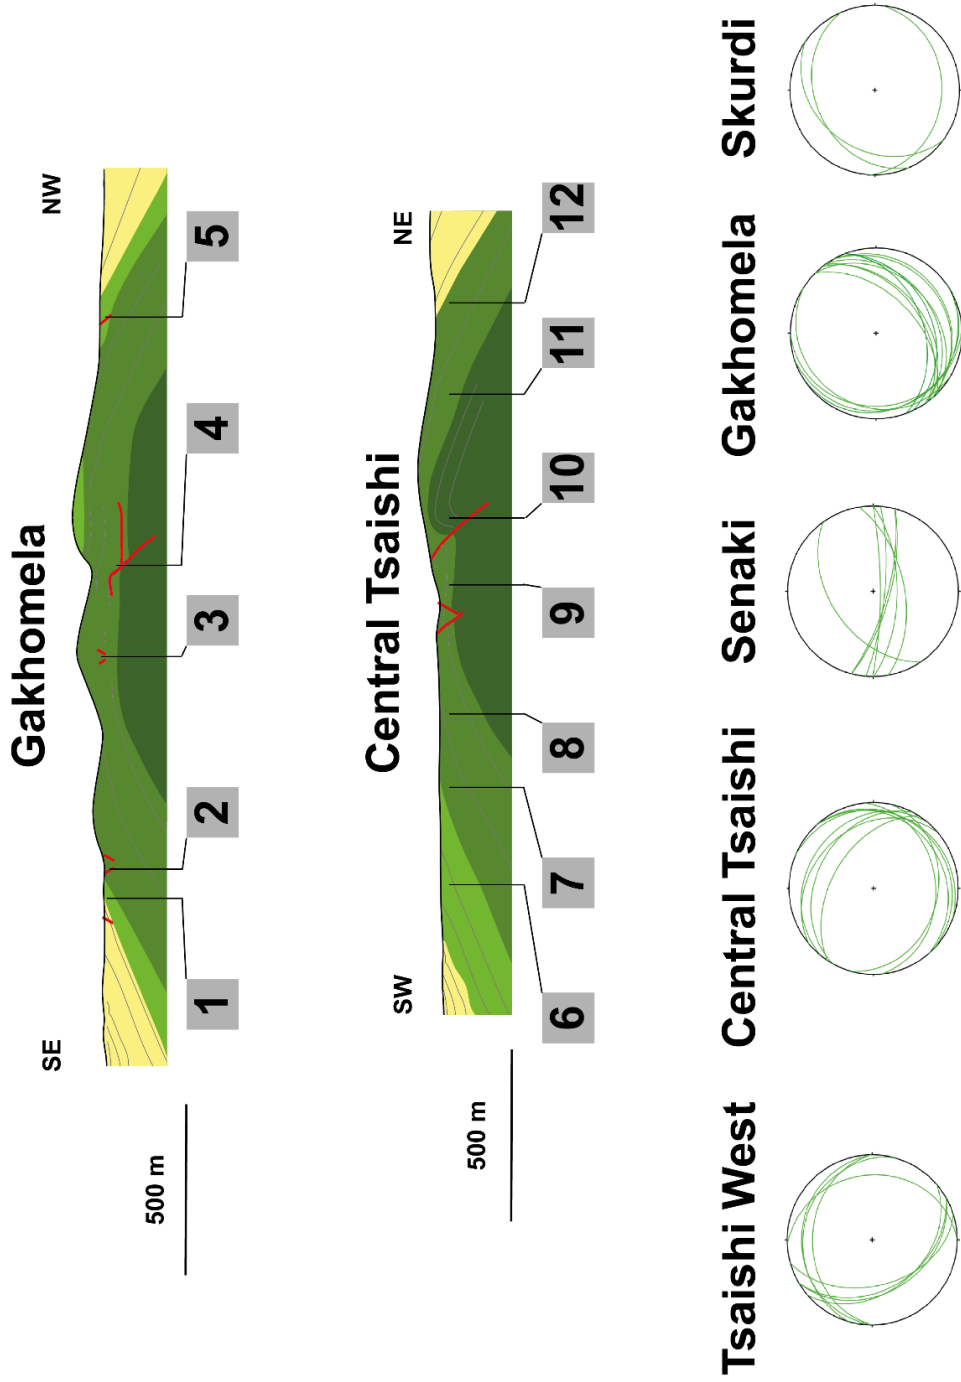 Gakhomela
SE
NW
1
2
3
4
5
500 m
Central Tsaishi
SW
NE
6
7
8
9
10
11
12
500 m
Tsaishi West
Central Tsaishi
Senaki
Gakhomela
Skurdi